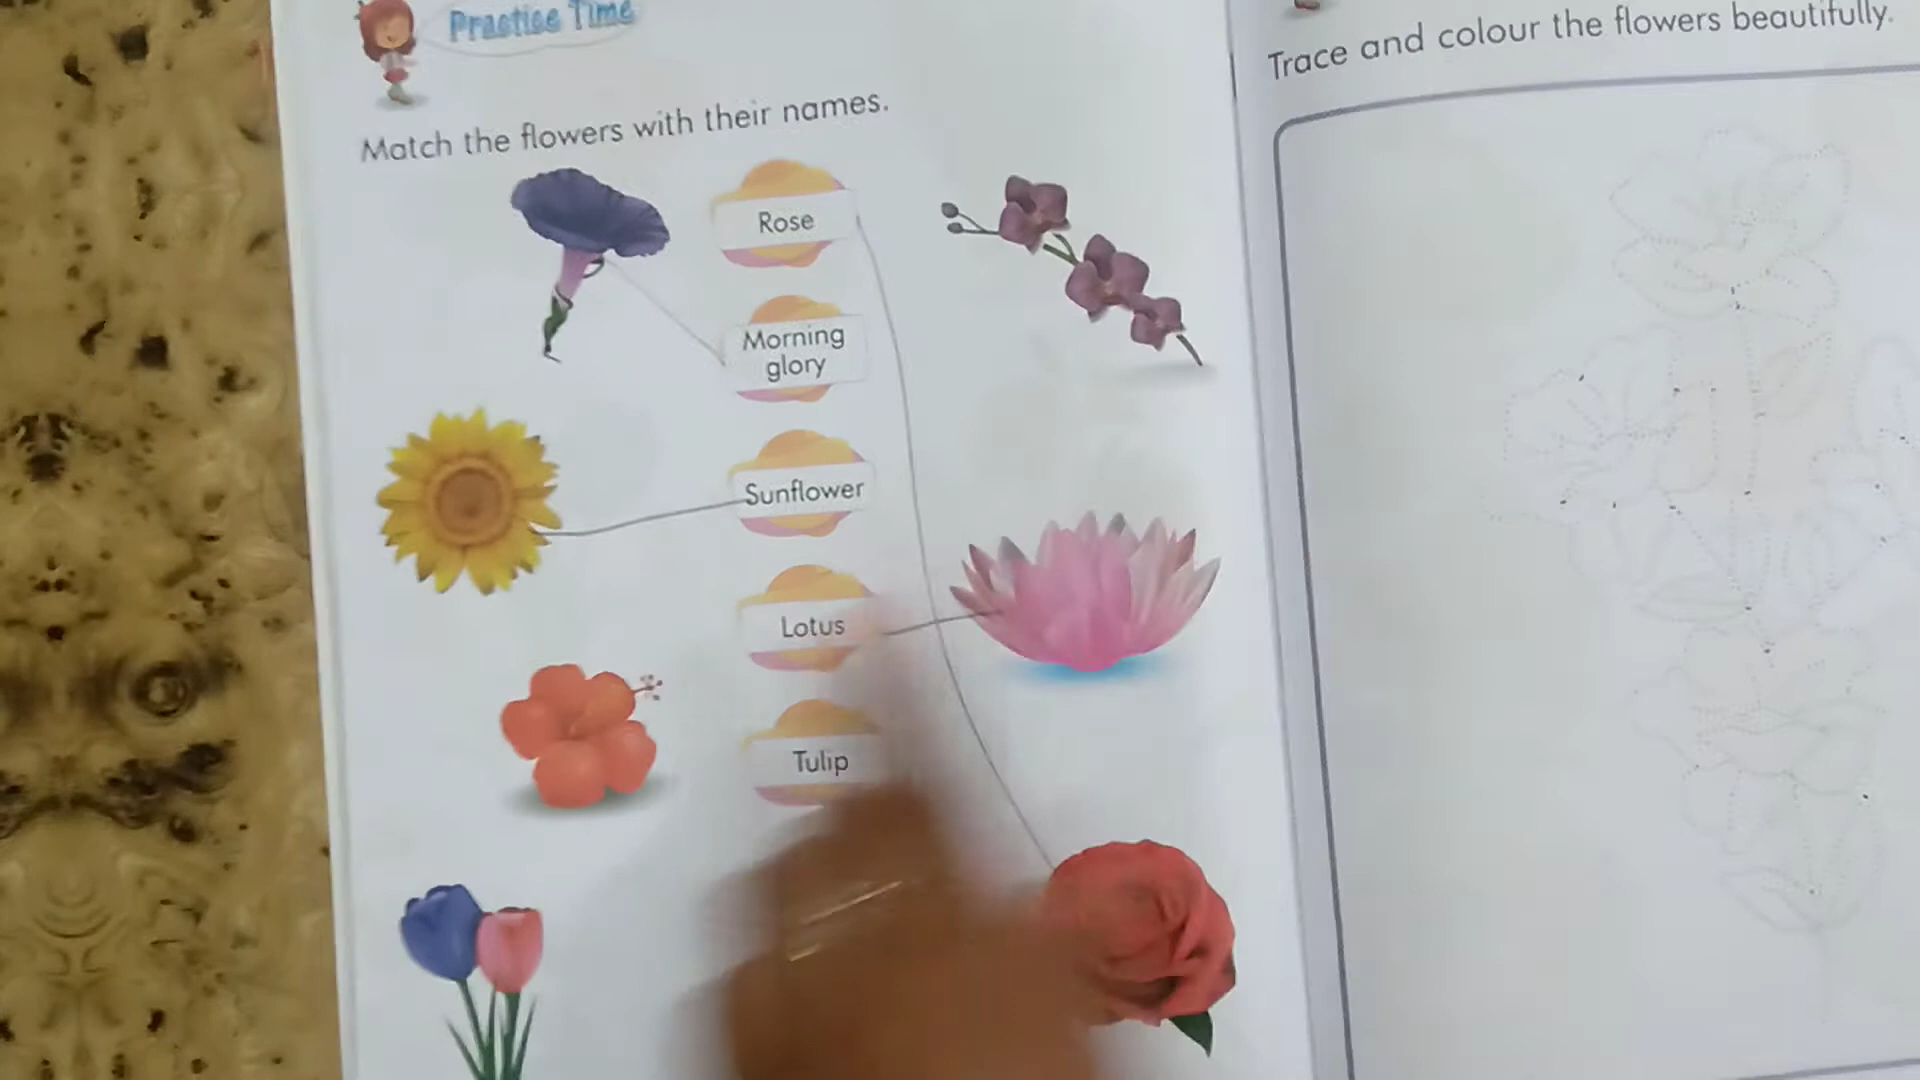 Practice Time
Match the flowers with their names.
Rose
Morning
glory
Sunflower
Lotus
Tulip
Trace and colour the flowers beautifully.